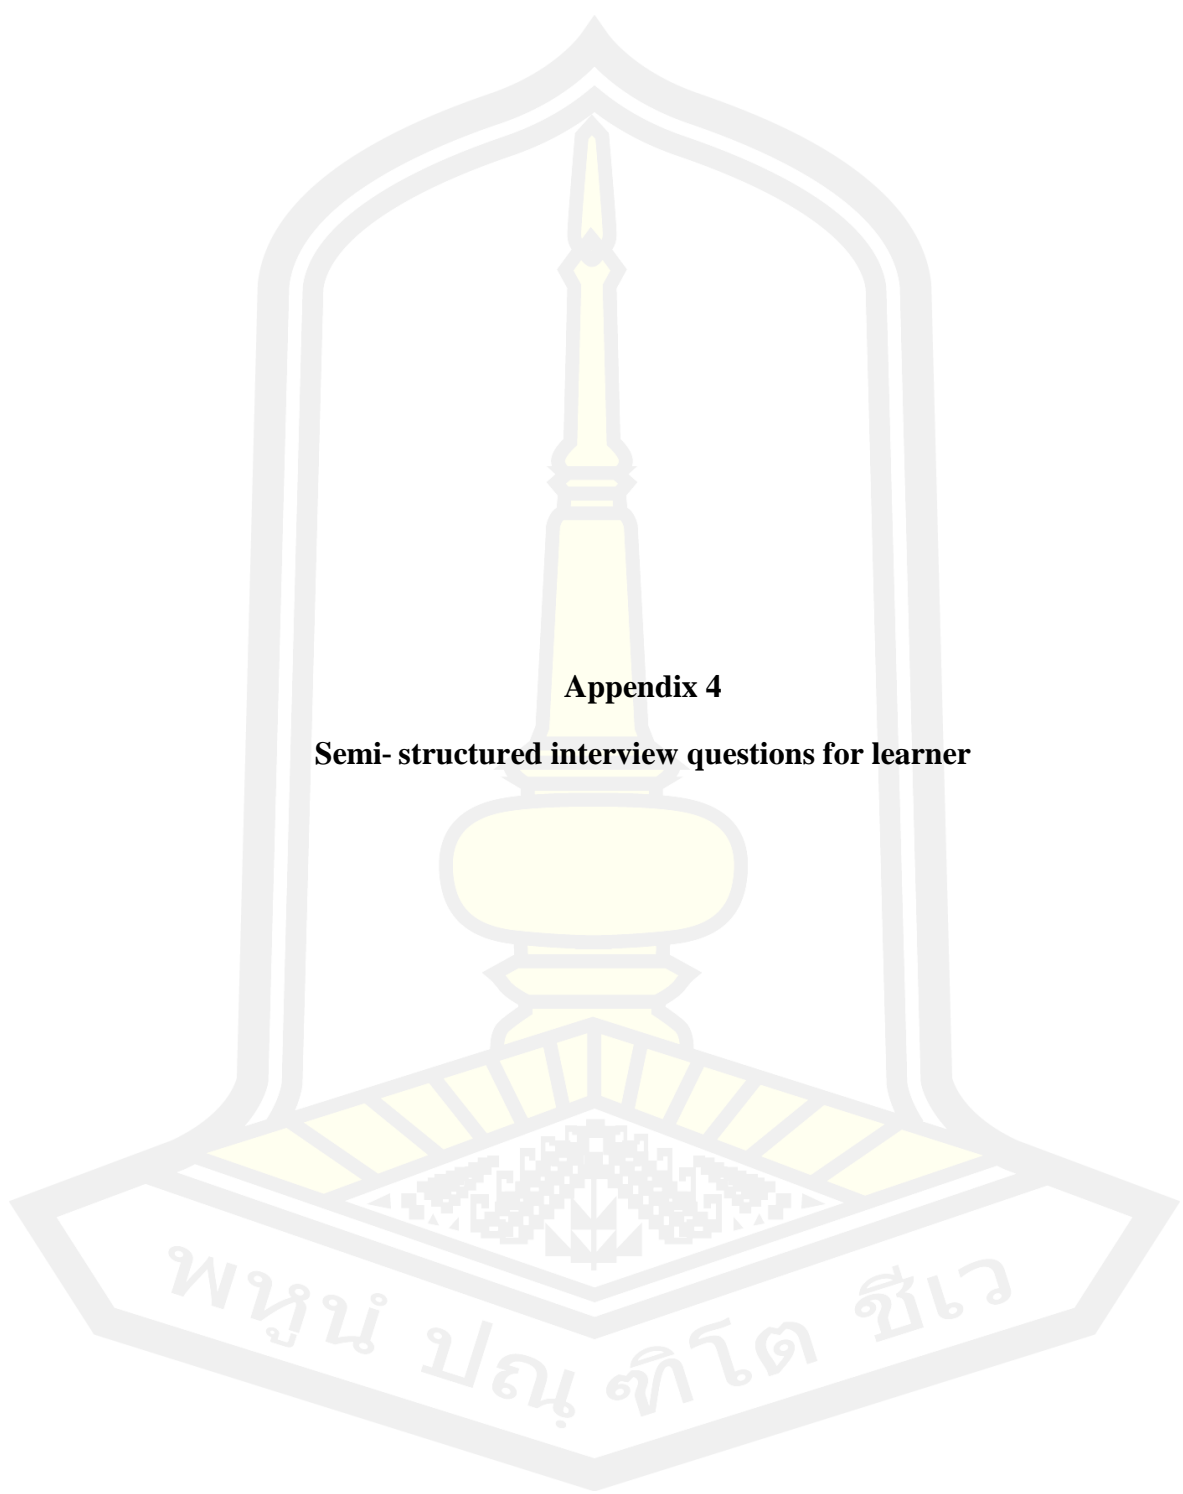 Appendix 4
Semi- structured interview questions for learner
พหูนํ ปณฺฑิโต ชีเว